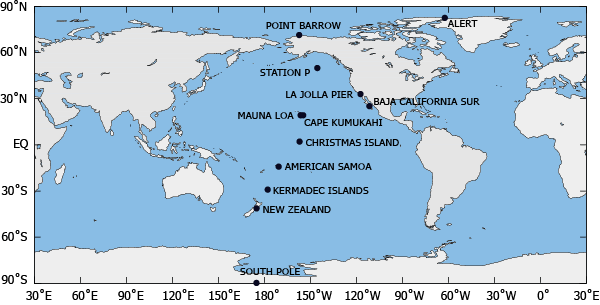 90°N
POINT BARROW
ALERT
60°N
STATION P
30°N
LA JOLLA PIER
BAJA CALIFORNIA SUR
MAUNA LOA
CAPE KUMUKAHI
EQ
CHRISTMAS ISLAND,
AMERICAN SAMOA
30°S
KERMADEC ISLANDS
NEW ZEALAND
60°S
SOUTH POLE
90°S
30°E 60°E 90°E 120°E 150°E 180°W 150°W 120°W 90°W 60°W 30°W 0° 30°E